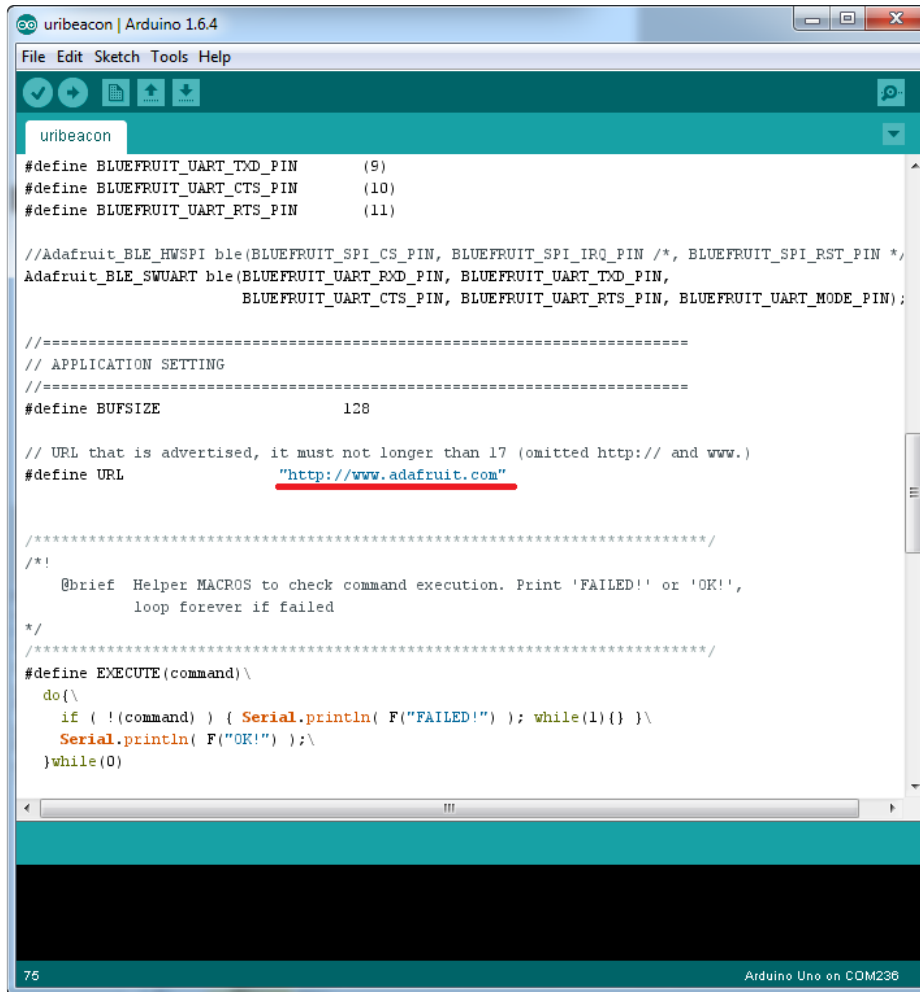 uribeacon | Arduino 1.6.4
File Edit Sketch Tools Help
uribeacon
#define BLUEFRUIT_UART_TXD_PIN       (9)
#define BLUEFRUIT_UART_CTS_PIN       (10)
#define BLUEFRUIT_UART_RTS_PIN       (11)
//Adafruit_BLE_HWSPI ble(BLUEFRUIT_SPI_CS_PIN, BLUEFRUIT_SPI_IRQ_PIN /*, BLUEFRUIT_SPI_RST_PIN */
Adafruit_BLE_SWUART ble(BLUEFRUIT_UART_RXD_PIN, BLUEFRUIT_UART_TXD_PIN,
                        BLUEFRUIT_UART_CTS_PIN, BLUEFRUIT_UART_RTS_PIN, BLUEFRUIT_UART_MODE_PIN);
//=======================================================================
// APPLICATION SETTING
//=======================================================================
#define BUFSIZE                    128
// URL that is advertised, it must not longer than 17 (omitted http:// and www.)
#define URL                 "http://www.adafruit.com"
/**************************************************************************/
/*!
    @brief  Helper MACROS to check command execution. Print 'FAILED!' or 'OK!',
            loop forever if failed
*/
/**************************************************************************/
#define EXECUTE(command)\
  do{\
    if ( !(command) ) { Serial.println( F("FAILED!") ); while(1){} }\
    Serial.println( F("OK!") );\
  }while(0)
75
Arduino Uno on COM236